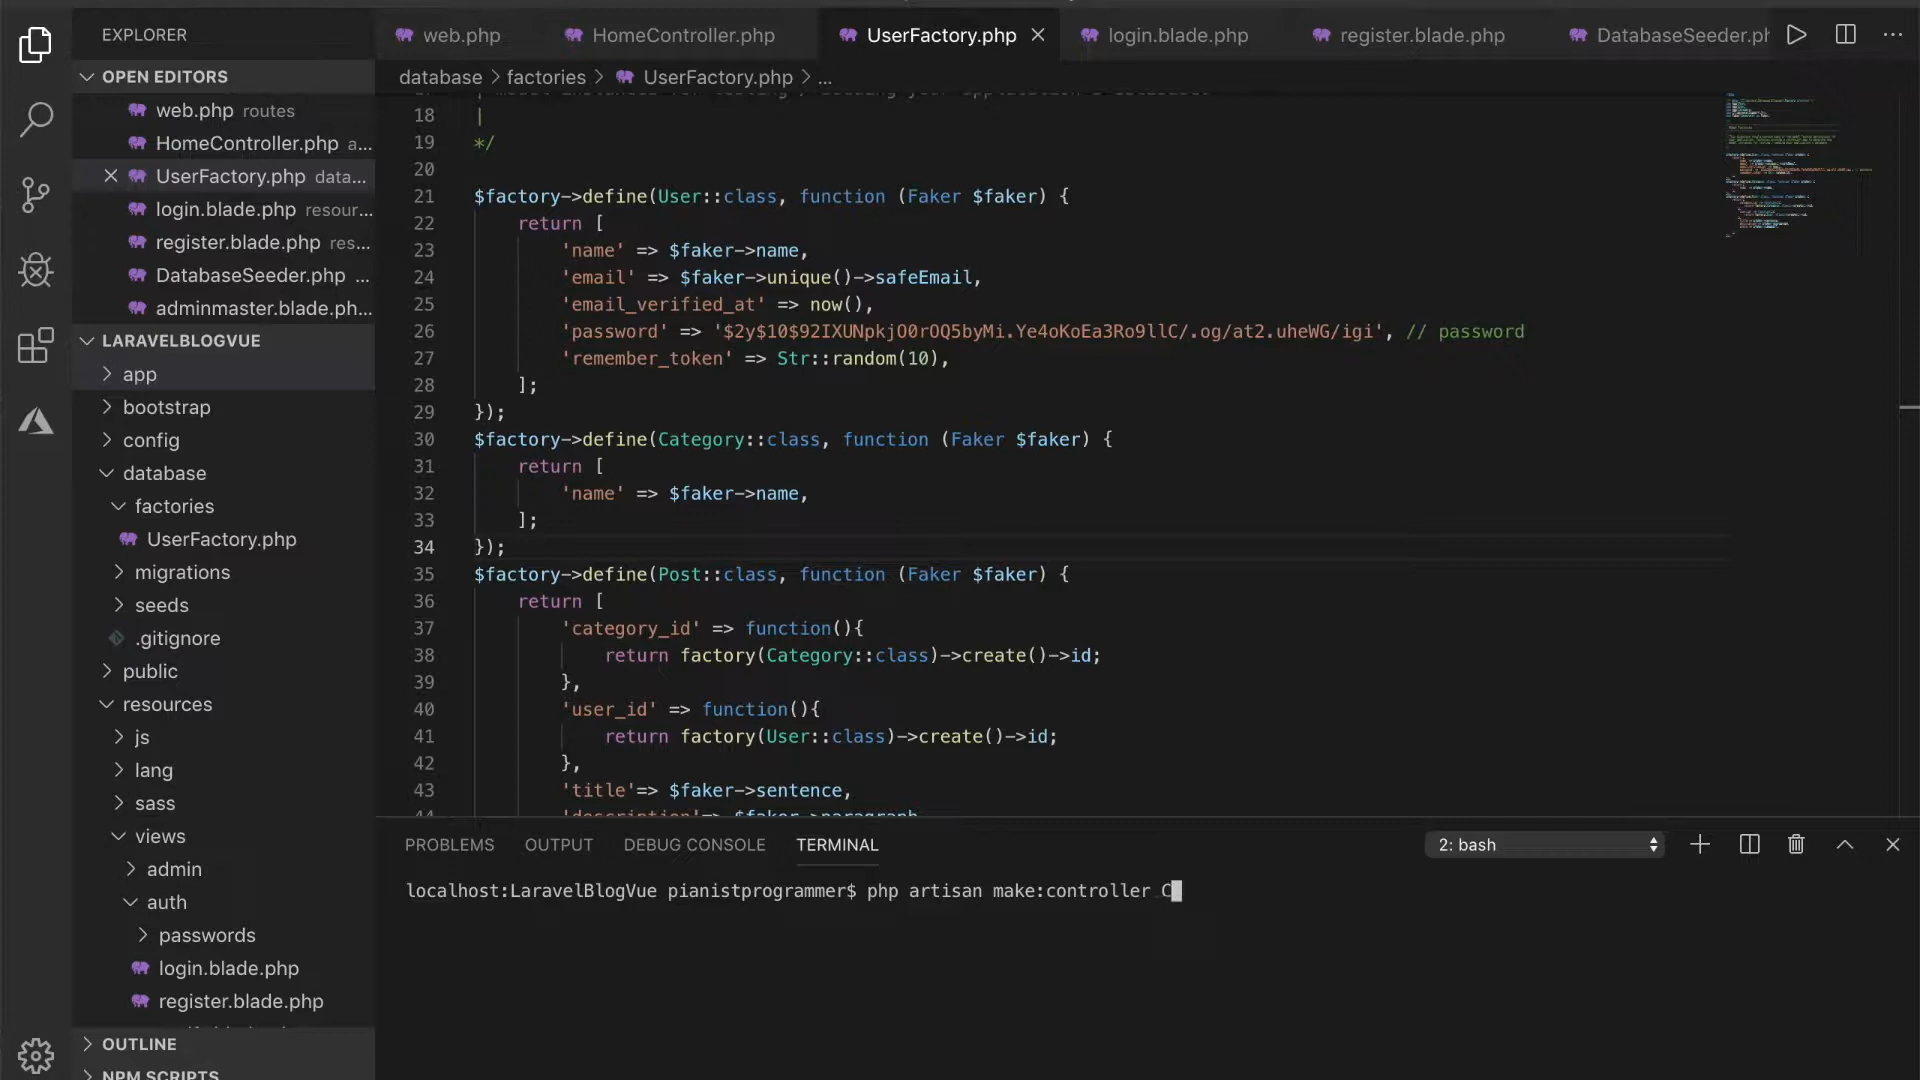 EXPLORER
OPEN EDITORS
web.php routes
HomeController.php a...
UserFactory.php data...
login.blade.php resour...
register.blade.php res...
DatabaseSeeder.php ...
adminmaster.blade.ph...
LARAVELBLOGVUE
app
bootstrap
config
database
factories
UserFactory.php
migrations
seeds
.gitignore
public
resources
js
lang
sass
views
admin
auth
passwords
login.blade.php
register.blade.php
OUTLINE
NPM SCRIPTS
web.php HomeController.php UserFactory.php login.blade.php register.blade.php DatabaseSeeder.ph
database > factories > UserFactory.php > ...
18 |
19 */
20
21 $factory->define(User::class, function (Faker $faker) {
22 return [
23 'name' => $faker->name,
24 'email' => $faker->unique()->safeEmail,
25 'email_verified_at' => now(),
26 'password' => '$2y$10$92IXUNpkjO0rOQ5byMi.Ye4oKoEa3Ro9llC/.og/at2.uheWG/igi', // password
27 'remember_token' => Str::random(10),
28 ];
29 });
30 $factory->define(Category::class, function (Faker $faker) {
31 return [
32 'name' => $faker->name,
33 ];
34 });
35 $factory->define(Post::class, function (Faker $faker) {
36 return [
37 'category_id' => function(){
38 return factory(Category::class)->create()->id;
39 },
40 'user_id' => function(){
41 return factory(User::class)->create()->id;
42 },
43 'title'=> $faker->sentence,
44 'description'=> $faker->paragraph
PROBLEMS OUTPUT DEBUG CONSOLE TERMINAL 2: bash
localhost:LaravelBlogVue pianistprogrammer$ php artisan make:controller C